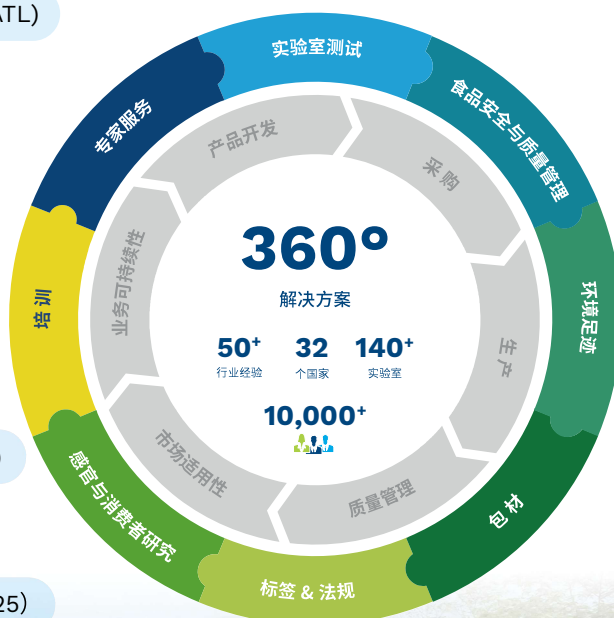 ATL)
实验室测试
食品安全与质量管理
环境足迹
包材
标签 & 法规
感官与消费者研究
培训
专家服务
产品开发
采购
生产
质量管理
市场适用性
业务可持续性
360°
解决方案
50+
行业经验
32
个国家
140+
实验室
10,000+
)
25)